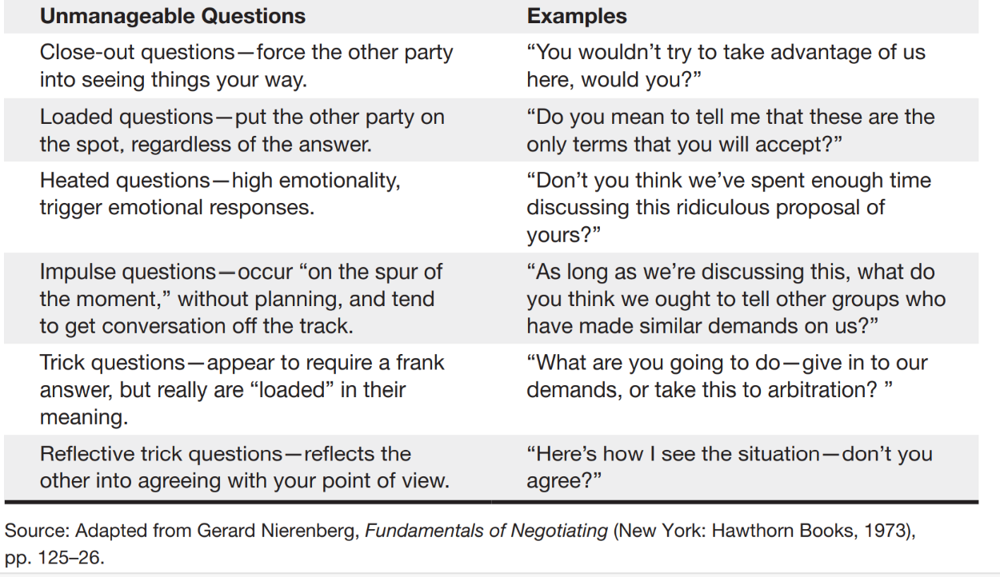 Unmanageable Questions
Examples
Close-out questions—force the other party
into seeing things your way.
“You wouldn’t try to take advantage of us
here, would you?”
Loaded questions—put the other party on
the spot, regardless of the answer.
“Do you mean to tell me that these are the
only terms that you will accept?”
Heated questions—high emotionality,
trigger emotional responses.
“Don’t you think we’ve spent enough time
discussing this ridiculous proposal of
yours?”
Impulse questions—occur “on the spur of
the moment,” without planning, and tend
to get conversation off the track.
“As long as we’re discussing this, what do
you think we ought to tell other groups who
have made similar demands on us?”
Trick questions—appear to require a frank
answer, but really are “loaded” in their
meaning.
“What are you going to do—give in to our
demands, or take this to arbitration? ”
Reflective trick questions—reflects the
other into agreeing with your point of view.
“Here’s how I see the situation—don’t you
agree?”
Source: Adapted from Gerard Nierenberg, Fundamentals of Negotiating (New York: Hawthorn Books, 1973),
pp. 125–26.